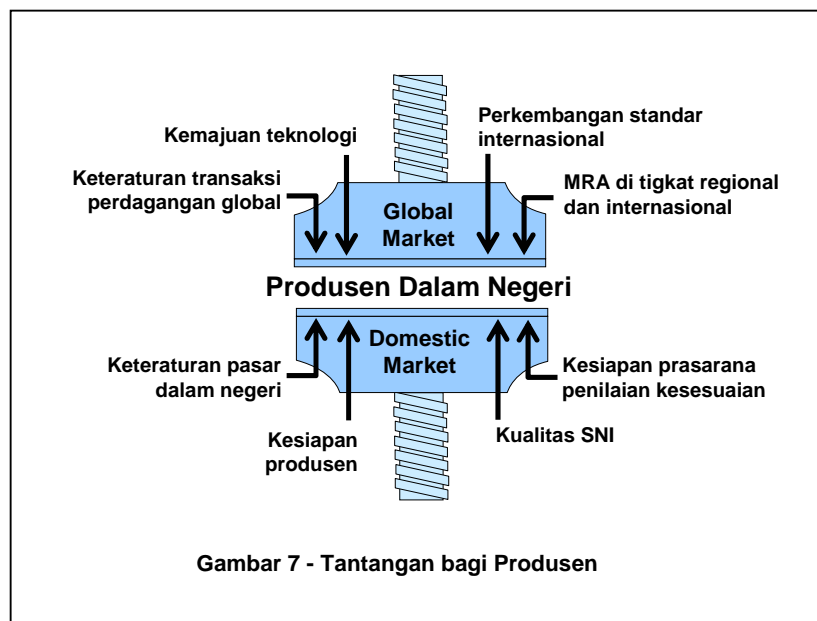 Kemajuan teknologi
Perkembangan standar
internasional
Keteraturan transaksi
perdagangan global
MRA di tigkat regional
dan internasional
Global
Market
Produsen Dalam Negeri
Domestic
Market
Keteraturan pasar
dalam negeri
Kesiapan prasarana
penilaian kesesuaian
Kesiapan
produsen
Kualitas SNI
Gambar 7 - Tantangan bagi Produsen